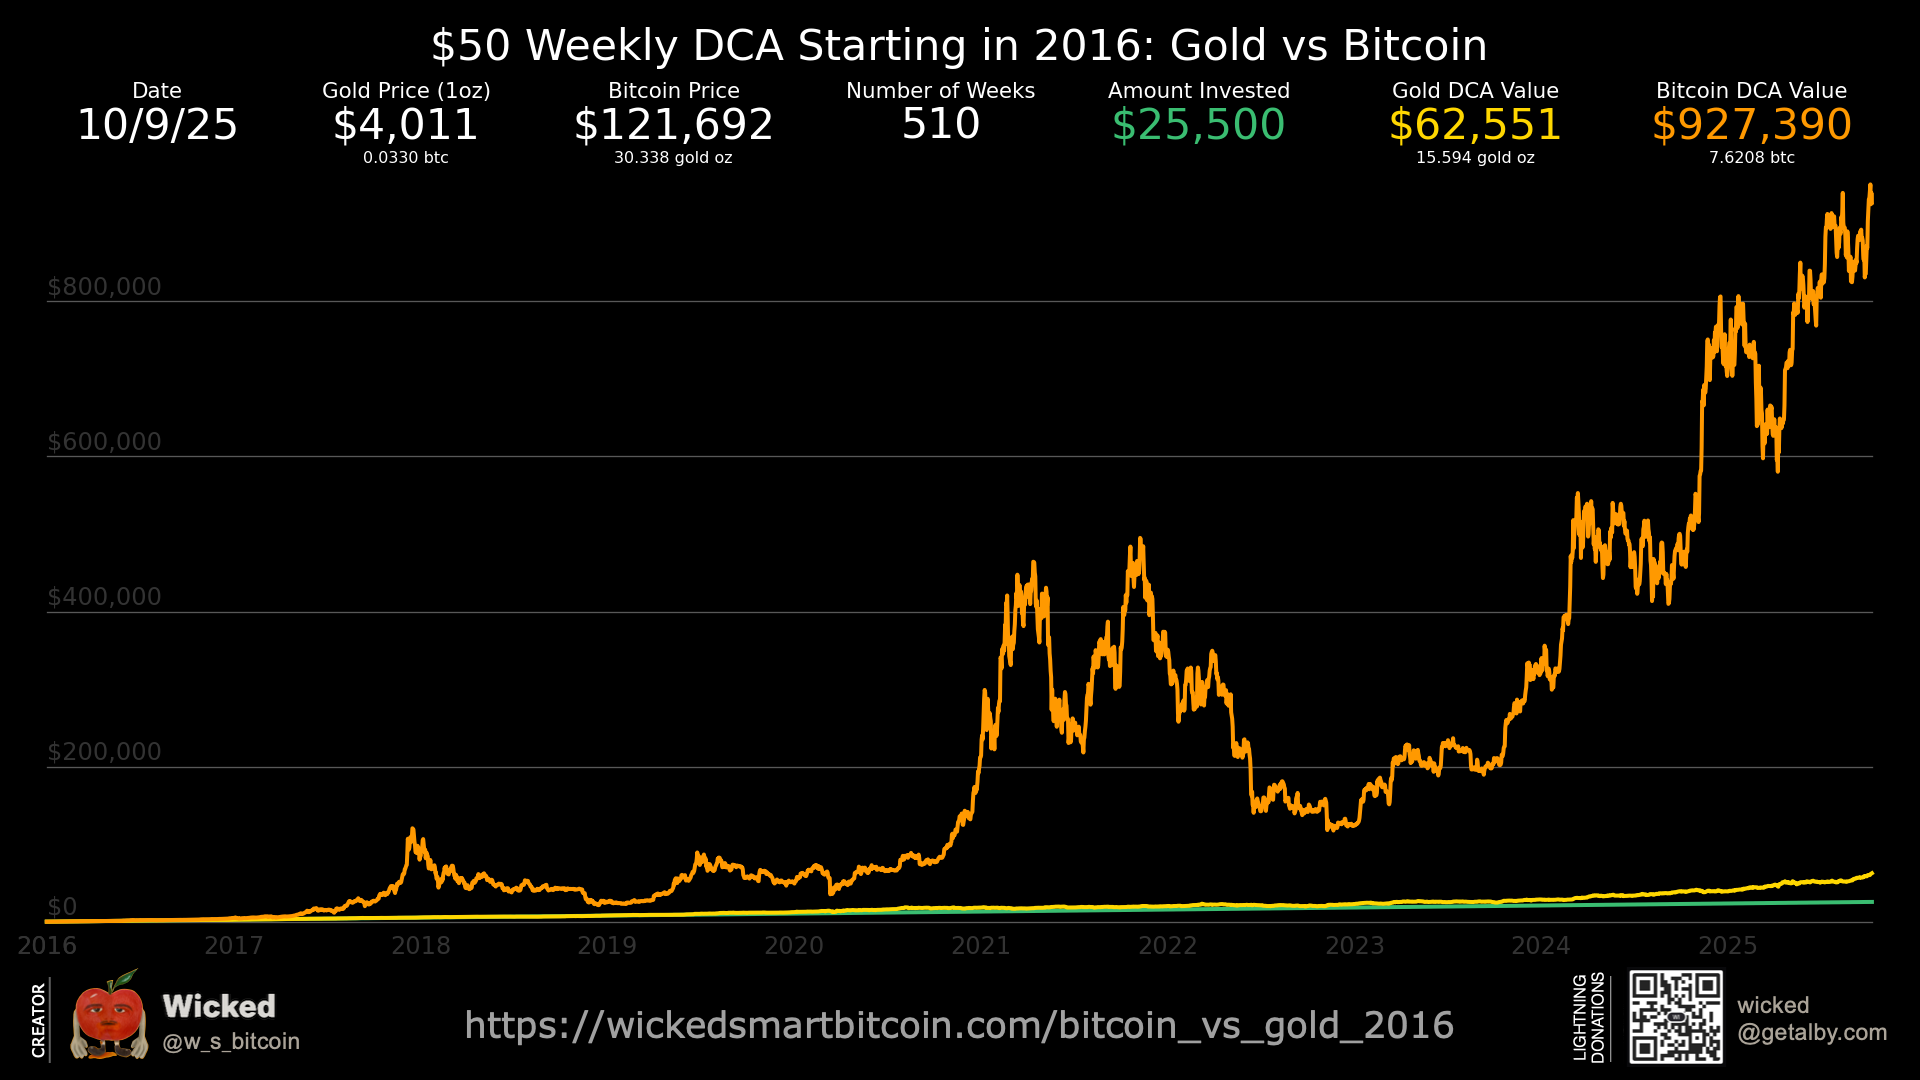 $50 Weekly DCA Starting in 2016: Gold vs Bitcoin
Date
10/9/25
Gold Price (1oz)
$4,011
0.0330 btc
Bitcoin Price
$121,692
30.338 gold oz
Number of Weeks
510
Amount Invested
$25,500
Gold DCA Value
$62,551
15.594 gold oz
Bitcoin DCA Value
$927,390
7.6208 btc
$800,000
$600,000
$400,000
$200,000
$0
2016 2017 2018 2019 2020 2021 2022 2023 2024 2025
CREATOR
Wicked
@w_s_bitcoin
https://wickedsmartbitcoin.com/bitcoin_vs_gold_2016
LIGHTNING
DONATIONS
wicked
@getalby.com